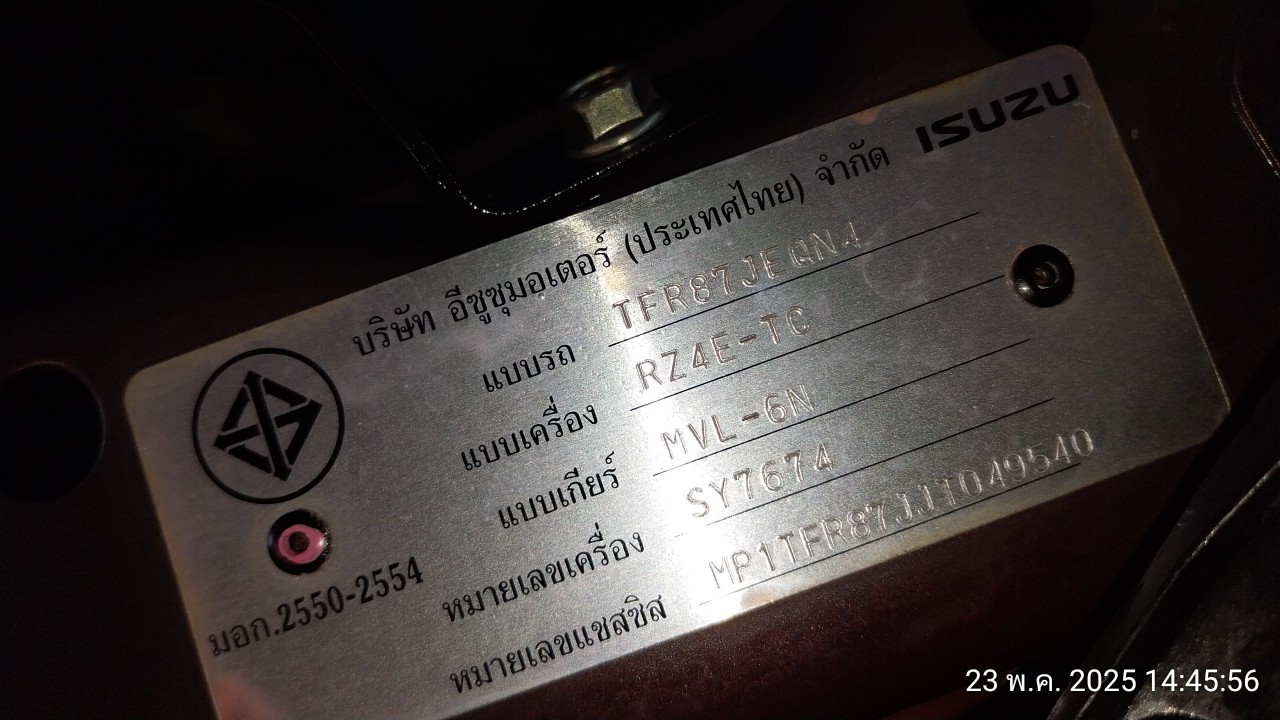 ISUZU
บริษัท อีซูซุมอเตอร์ (ประเทศไทย) จำกัด
แบบรถ TFR87JEQN4
แบบเครื่อง RZ4E-TC
แบบเกียร์ MVL-6N
หมายเลขเครื่อง SY7674
หมายเลขแชสซิส MP1TFR87JJT049540
มอก.2550-2554
23 พ.ค. 2025 14:45:56